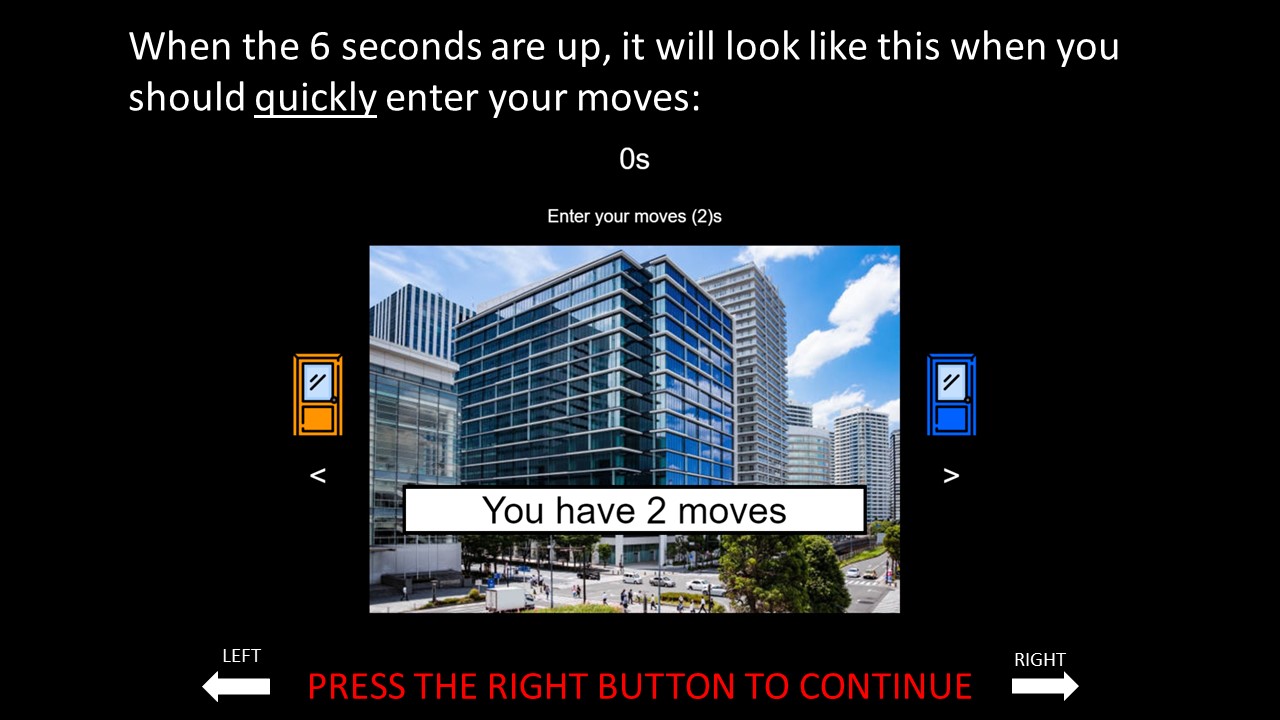 When the 6 seconds are up, it will look like this when you
should quickly enter your moves:
0s
Enter your moves (2)s
<
>
You have 2 moves
LEFT
RIGHT
PRESS THE RIGHT BUTTON TO CONTINUE